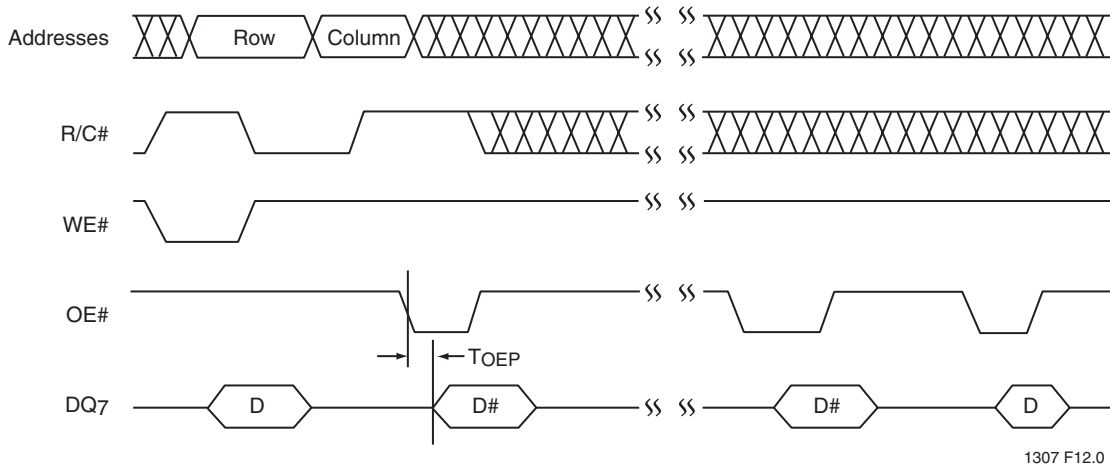 Addresses
Row
Column
R/C#
WE#
OE#
TOEP
DQ7
D
D#
D#
D
1307 F12.0